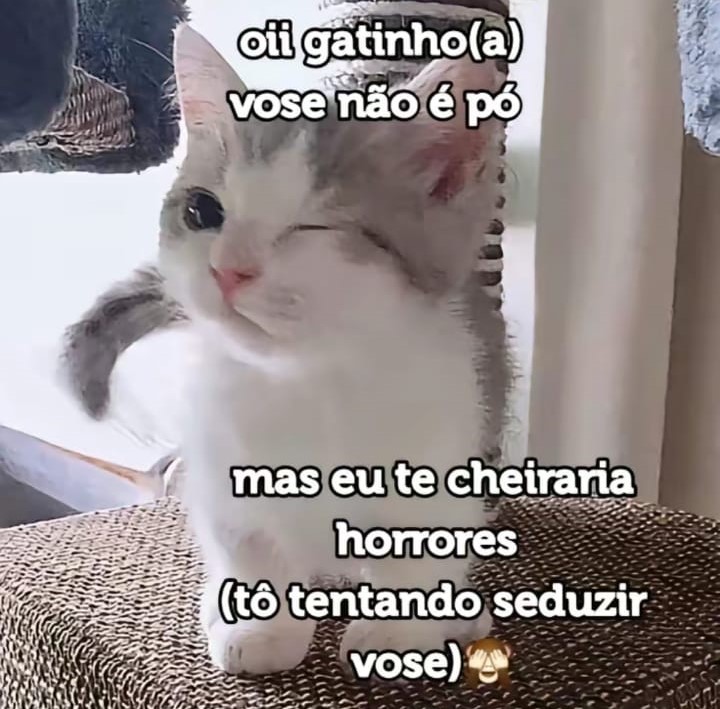 oii gatinho(a)
vose não é pó
mas eu te cheiraria
horrores
(tô tentando seduzir
vose)🙈